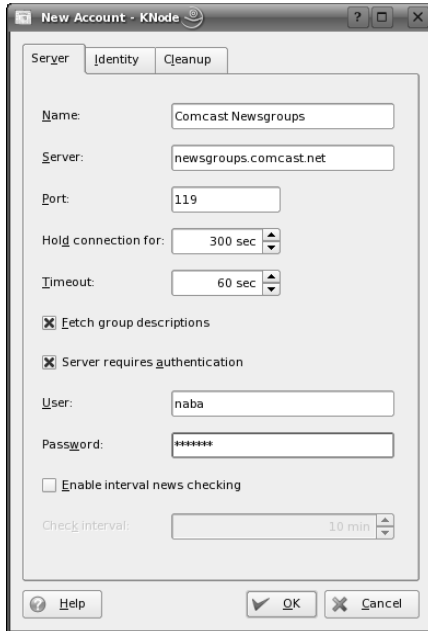 New Account - KNode
Server Identity Cleanup
Name: Comcast Newsgroups
Server: newsgroups.comcast.net
Port: 119
Hold connection for: 300 sec
Timeout: 60 sec
Fetch group descriptions
Server requires authentication
User: naba
Password: *******
Enable interval news checking
Check interval: 10 min
Help OK Cancel